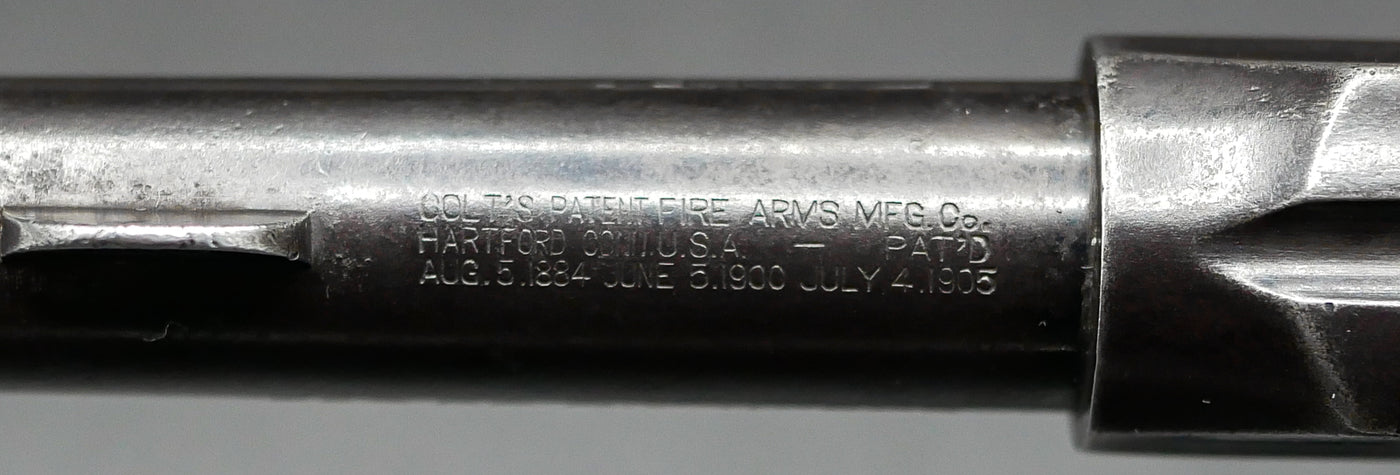 COLT'S PATENT FIRE ARMS MFG. Co.
HARTFORD CONN. U.S.A. — PAT'D
AUG. 5.1884 JUNE 5.1900 JULY 4.1905